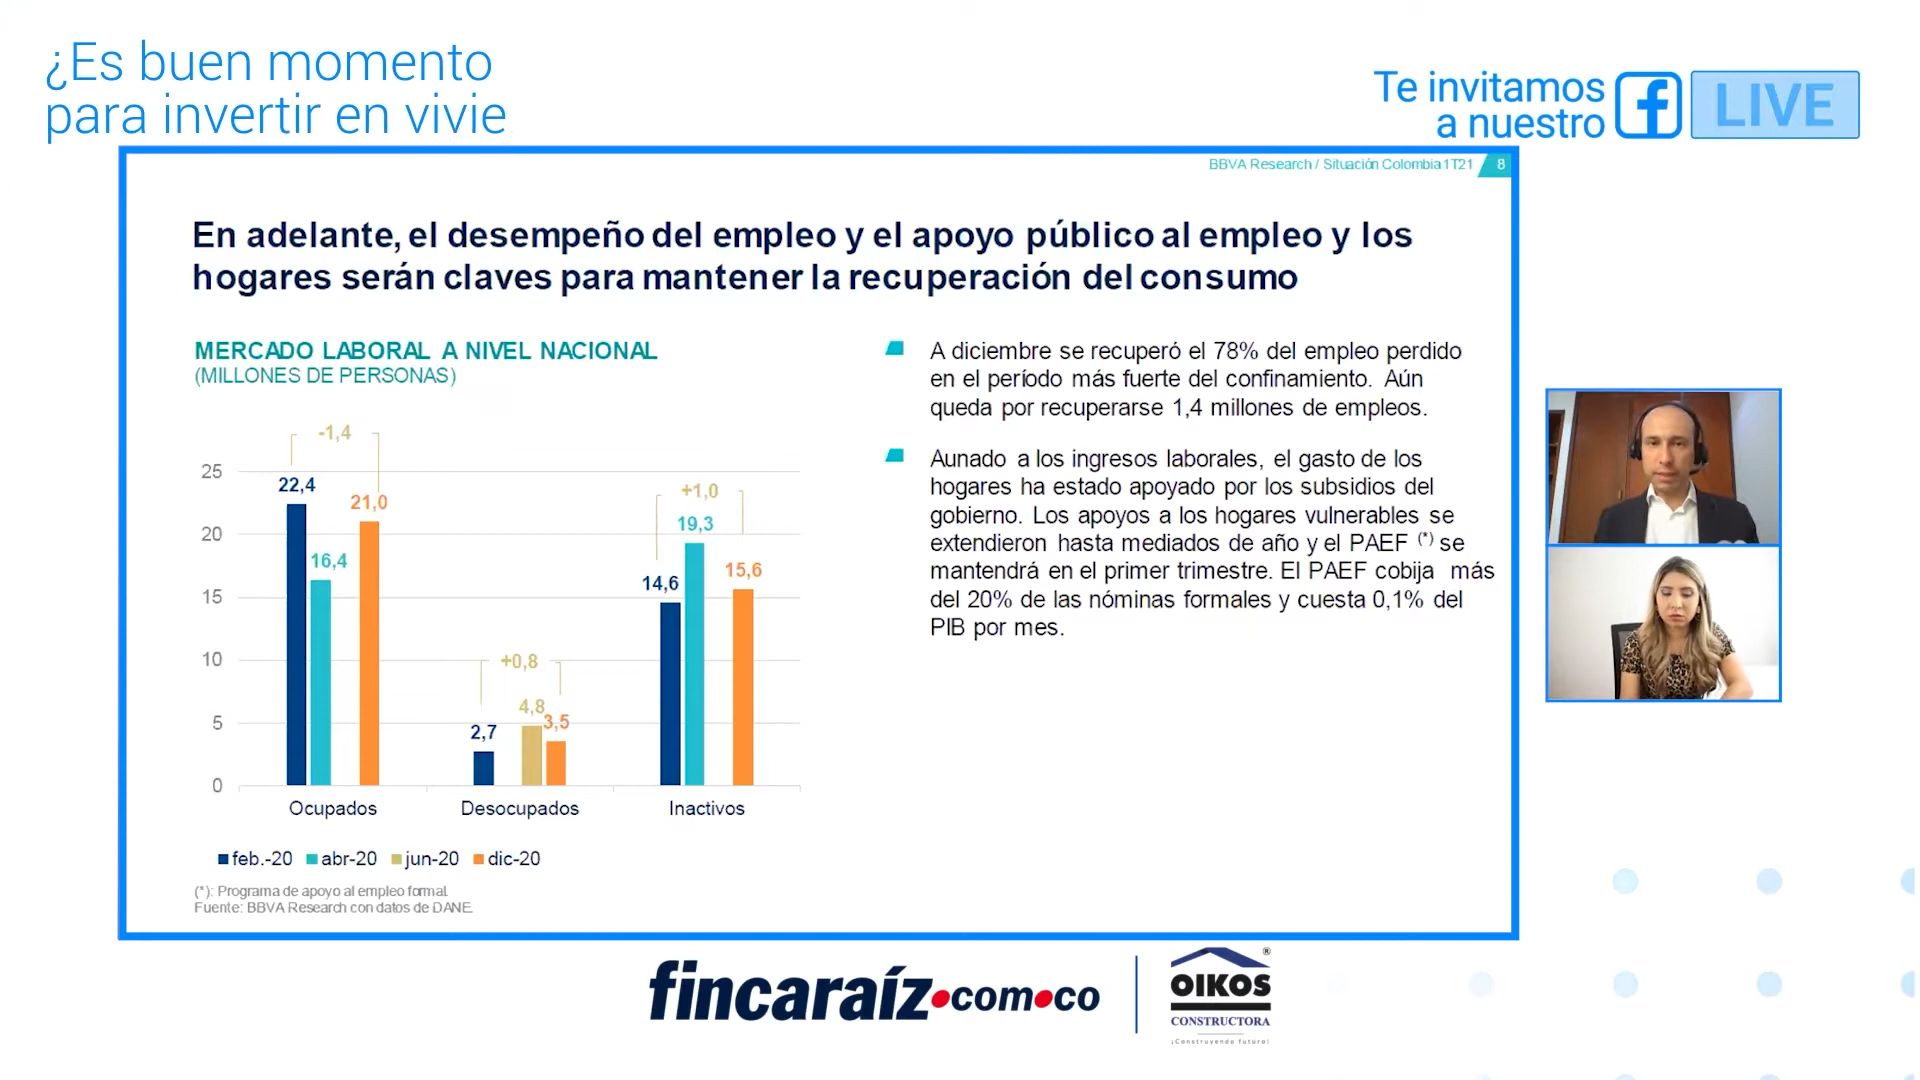 ¿Es buen momento
para invertir en vivie
Te invitamos
a nuestro
LIVE
BBVA Research / Situación Colombia 1T21 8
En adelante, el desempeño del empleo y el apoyo público al empleo y los
hogares serán claves para mantener la recuperación del consumo
MERCADO LABORAL A NIVEL NACIONAL
(MILLONES DE PERSONAS)
-1,4
25
22,4
21,0
+1,0
19,3
20
16,4
14,6
15,6
15
+0,8
10
4,8
3,5
2,7
5
0
Ocupados Desocupados Inactivos
feb.-20 abr-20 jun-20 dic-20
(*): Programa de apoyo al empleo formal.
Fuente: BBVA Research con datos de DANE.
A diciembre se recuperó el 78% del empleo perdido
en el período más fuerte del confinamiento. Aún
queda por recuperarse 1,4 millones de empleos.
Aunado a los ingresos laborales, el gasto de los
hogares ha estado apoyado por los subsidios del
gobierno. Los apoyos a los hogares vulnerables se
extendieron hasta mediados de año y el PAEF (*) se
mantendrá en el primer trimestre. El PAEF cobija más
del 20% de las nóminas formales y cuesta 0,1% del
PIB por mes.
fincaraíz.com.co
OIKOS
®
CONSTRUCTORA
¡Construyendo futuro!